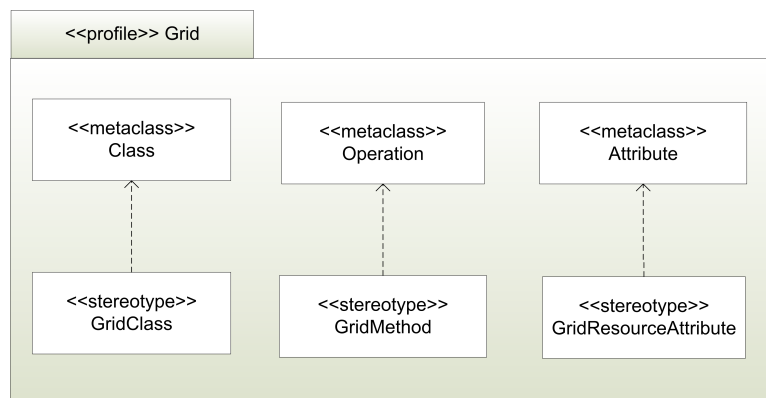 <<profile>> Grid
<<metaclass>>
Class
<<metaclass>>
Operation
<<metaclass>>
Attribute
<<stereotype>>
GridClass
<<stereotype>>
GridMethod
<<stereotype>>
GridResourceAttribute